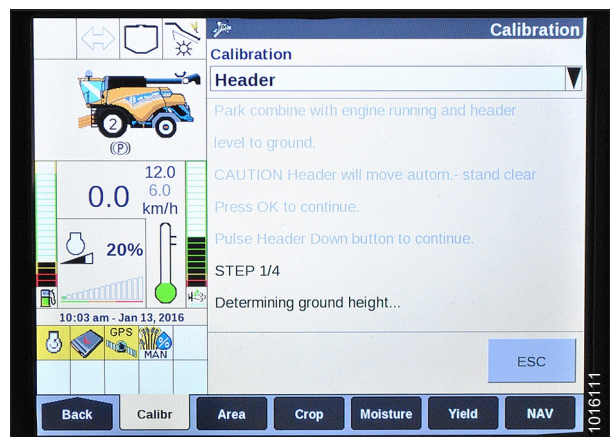 Calibration
Calibration
Header
Park combine with engine running and header
level to ground.
CAUTION Header will move autom.- stand clear
Press OK to continue.
Pulse Header Down button to continue.
STEP 1/4
Determining ground height...
ESC
2
(P)
12.0
0.0
6.0
km/h
20%
10:03 am - Jan 13, 2016
GPS
MAN
%
Back
Calibr
Area
Crop
Moisture
Yield
NAV
1016111